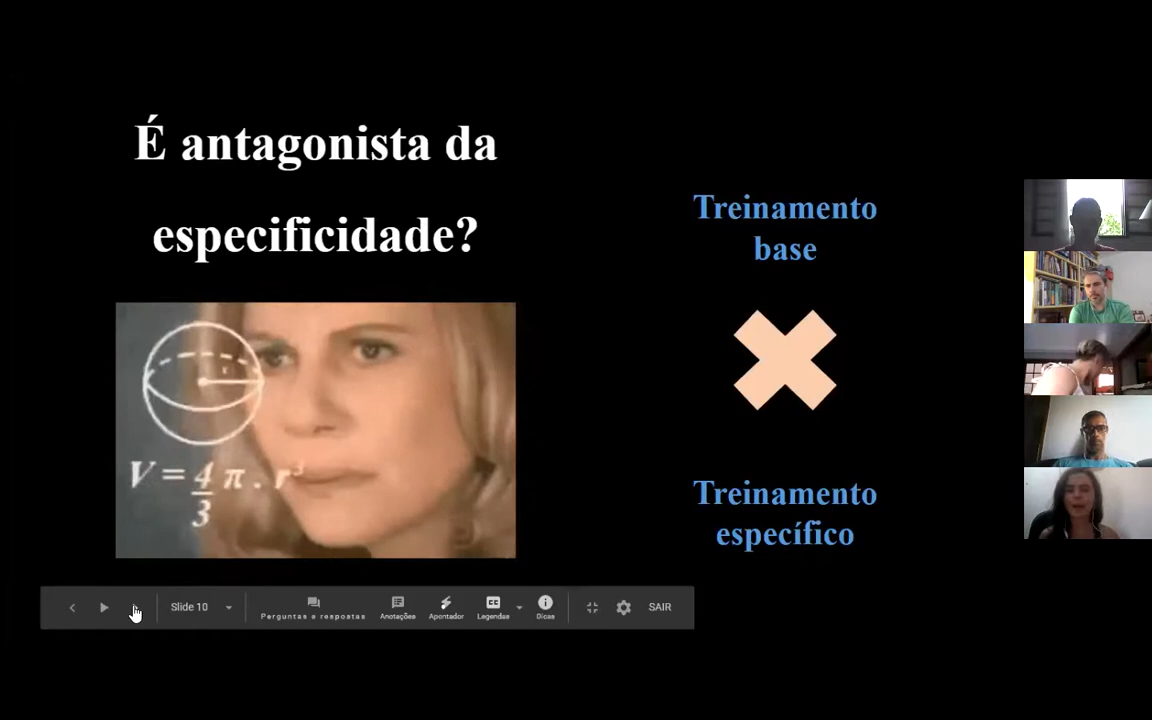 É antagonista da
especificidade?
Treinamento
base
V = 4/3 π . r³
Treinamento
específico
Slide 10
Perguntas e respostas
Anotações
Apontador
CC
Legendas
Dicas
SAIR